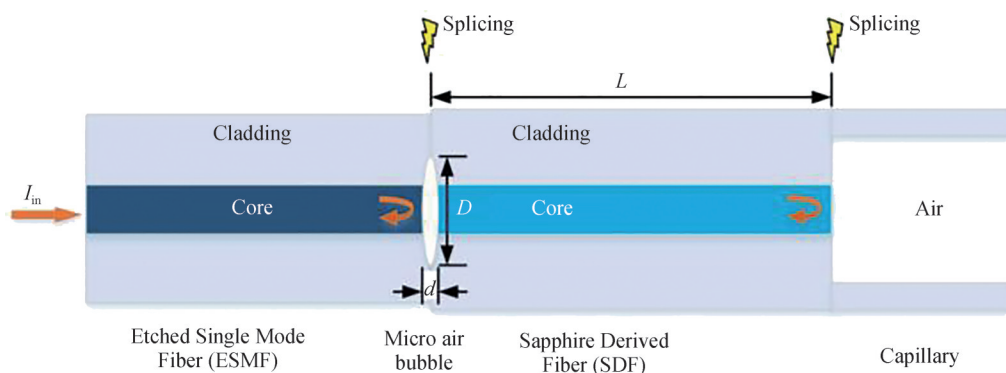 Splicing
Splicing
L
Cladding
Cladding
I_in
Core
D
Core
Air
d
Etched Single Mode
Fiber (ESMF)
Micro air
bubble
Sapphire Derived
Fiber (SDF)
Capillary